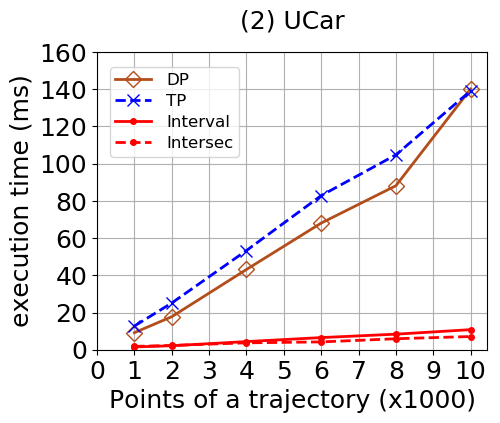 (2) UCar
160
140
120
100
80
60
40
20
0
execution time (ms)
DP
TP
Interval
Intersec
0 1 2 3 4 5 6 7 8 9 10
Points of a trajectory (x1000)